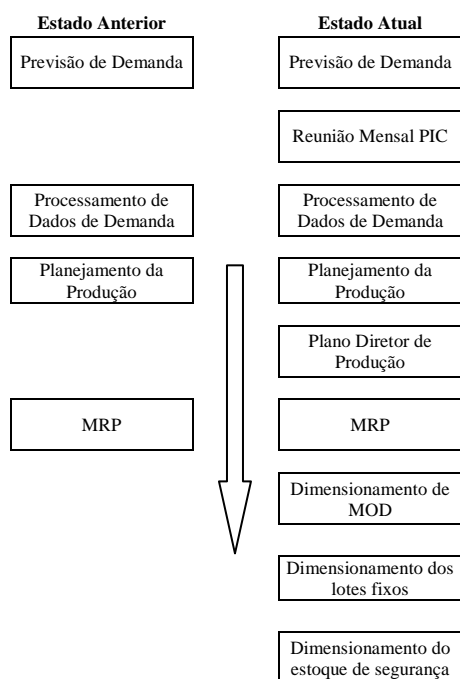 Estado Anterior
Estado Atual
Previsão de Demanda
Previsão de Demanda
Reunião Mensal PIC
Processamento de
Dados de Demanda
Processamento de
Dados de Demanda
Planejamento da
Produção
Planejamento da
Produção
Plano Diretor de
Produção
MRP
MRP
Dimensionamento de
MOD
Dimensionamento dos
lotes fixos
Dimensionamento do
estoque de segurança